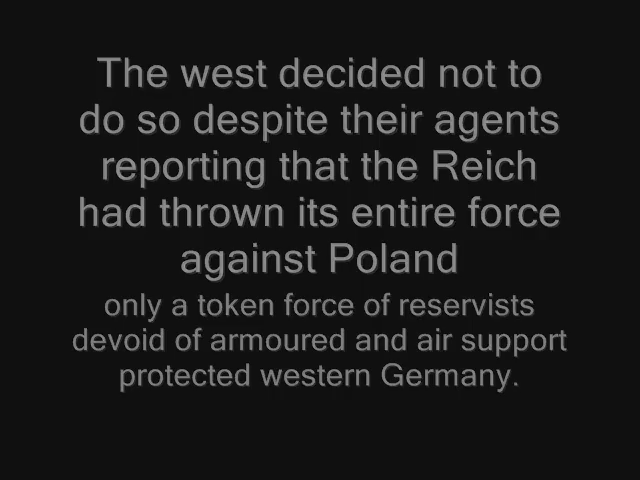 The west decided not to
do so despite their agents
reporting that the Reich
had thrown its entire force
against Poland
only a token force of reservists
devoid of armoured and air support
protected western Germany.